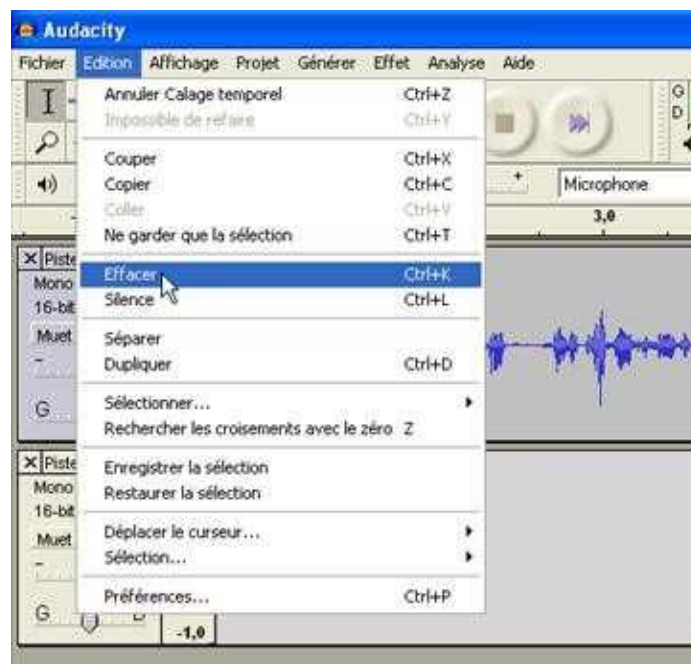 Audacity
Fichier Edition Affichage Projet Générer Effet Analyse Aide
Annuler Calage temporel Ctrl+Z
Impossible de refaire Ctrl+Y
G
D
Couper Ctrl+X
Copier Ctrl+C
Microphone
Coller Ctrl+V
3,0
Ne garder que la sélection Ctrl+T
X Piste
Mono
16-bit
Muet
G
Effacer Ctrl+K
Silence Ctrl+L
Séparer
Dupliquer Ctrl+D
Sélectionner...
Rechercher les croisements avec le zéro Z
X Piste
Mono
16-bit
Muet
G D
Enregistrer la sélection
Restaurer la sélection
Déplacer le curseur...
Sélection...
Préférences... Ctrl+P
-1,0